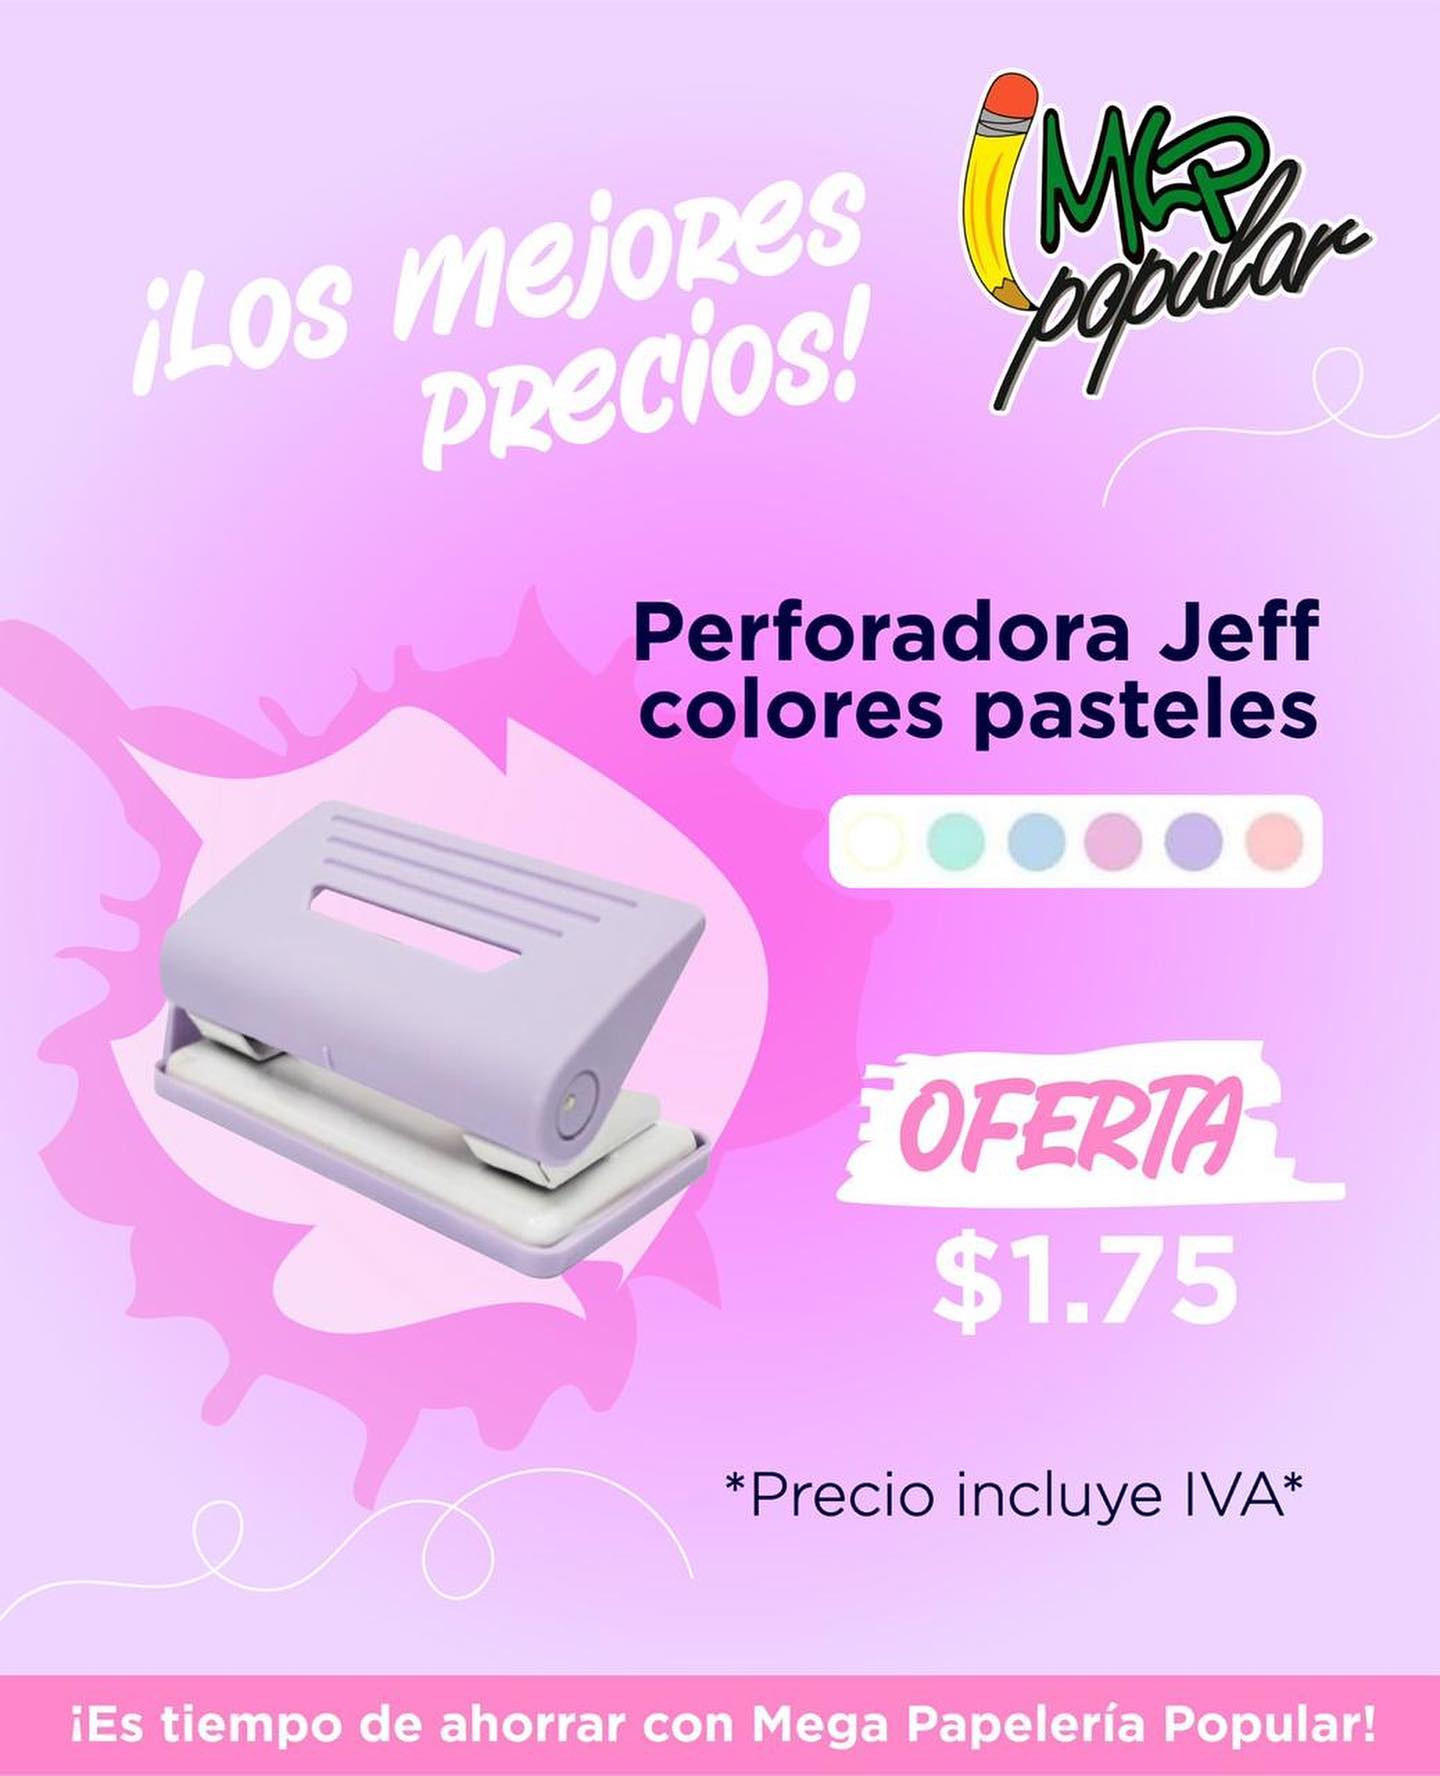 ¡Los mejores
precios!
MGP
popular
Perforadora Jeff
colores pasteles
OFERTA
$1.75
*Precio incluye IVA*
¡Es tiempo de ahorrar con Mega Papelería Popular!